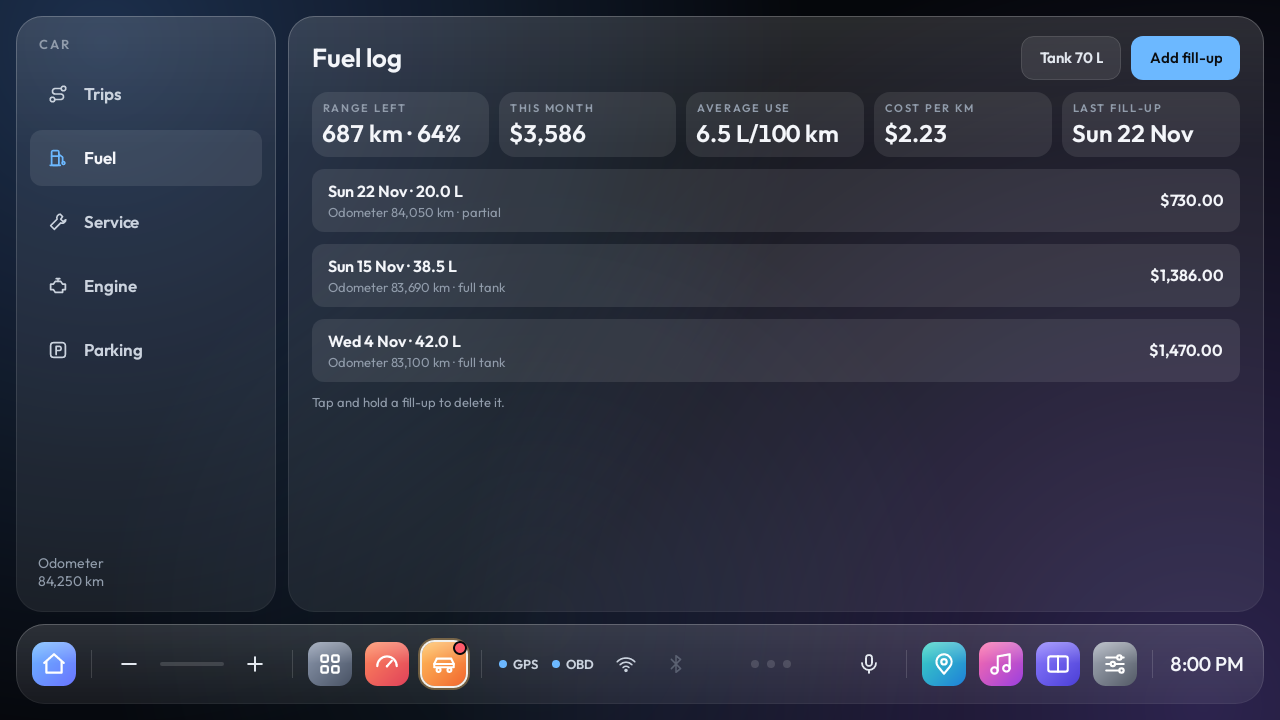 CAR
Trips
Fuel
Service
Engine
Parking
Odometer
84,250 km
Fuel log
Tank 70 L
Add fill-up
RANGE LEFT
687 km · 64%
THIS MONTH
$3,586
AVERAGE USE
6.5 L/100 km
COST PER KM
$2.23
LAST FILL-UP
Sun 22 Nov
Sun 22 Nov · 20.0 L
Odometer 84,050 km · partial
$730.00
Sun 15 Nov · 38.5 L
Odometer 83,690 km · full tank
$1,386.00
Wed 4 Nov · 42.0 L
Odometer 83,100 km · full tank
$1,470.00
Tap and hold a fill-up to delete it.
GPS
OBD
8:00 PM